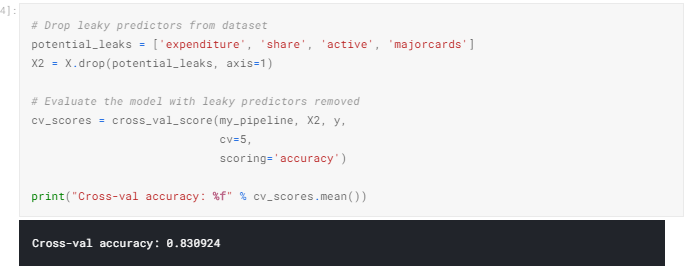 4]:
# Drop leaky predictors from dataset
potential_leaks = ['expenditure', 'share', 'active', 'majorcards']
X2 = X.drop(potential_leaks, axis=1)
# Evaluate the model with leaky predictors removed
cv_scores = cross_val_score(my_pipeline, X2, y,
cv=5,
scoring='accuracy')
print("Cross-val accuracy: %f" % cv_scores.mean())
Cross-val accuracy: 0.830924